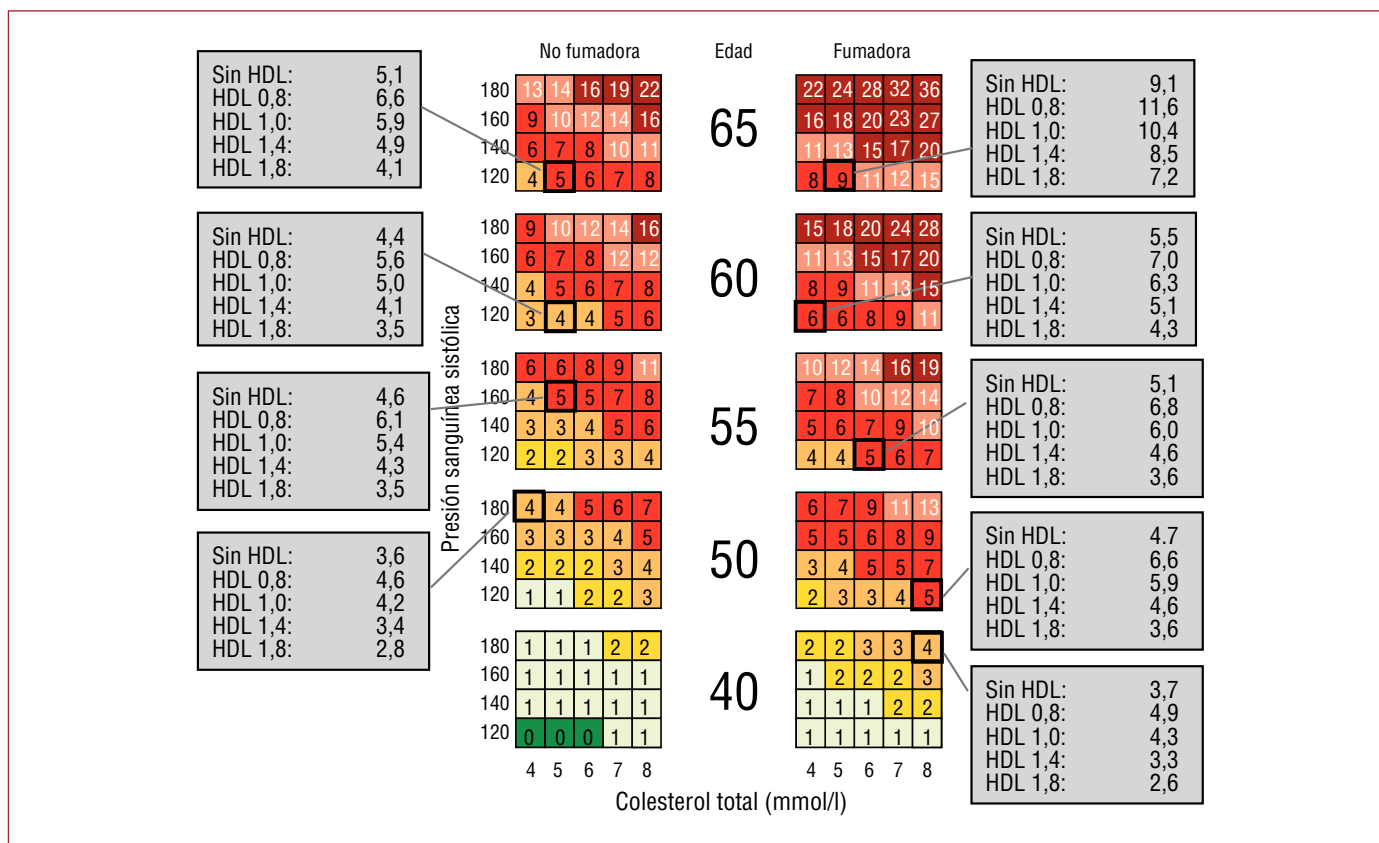 No fumadora Edad Fumadora
Sin HDL: 5,1
HDL 0,8: 6,6
HDL 1,0: 5,9
HDL 1,4: 4,9
HDL 1,8: 4,1
180 13 14 16 19 22
160 9 10 12 14 16
140 6 7 8 10 11
120 4 5 6 7 8
65
22 24 28 32 36
16 18 20 23 27
11 13 15 17 20
8 9 11 12 15
Sin HDL: 9,1
HDL 0,8: 11,6
HDL 1,0: 10,4
HDL 1,4: 8,5
HDL 1,8: 7,2
Sin HDL: 4,4
HDL 0,8: 5,6
HDL 1,0: 5,0
HDL 1,4: 4,1
HDL 1,8: 3,5
180 9 10 12 14 16
160 6 7 8 12 12
140 4 5 6 7 8
120 3 4 4 5 6
60
15 18 20 24 28
11 13 15 17 20
8 9 11 13 15
6 6 8 9 11
Sin HDL: 5,5
HDL 0,8: 7,0
HDL 1,0: 6,3
HDL 1,4: 5,1
HDL 1,8: 4,3
Presión sanguínea sistólica
Sin HDL: 4,6
HDL 0,8: 6,1
HDL 1,0: 5,4
HDL 1,4: 4,3
HDL 1,8: 3,5
180 6 6 8 9 11
160 4 5 5 7 8
140 3 3 4 5 6
120 2 2 3 3 4
55
10 12 14 16 19
7 8 10 12 14
5 6 7 9 10
4 4 5 6 7
Sin HDL: 5,1
HDL 0,8: 6,8
HDL 1,0: 6,0
HDL 1,4: 4,6
HDL 1,8: 3,6
Sin HDL: 3,6
HDL 0,8: 4,6
HDL 1,0: 4,2
HDL 1,4: 3,4
HDL 1,8: 2,8
180 4 4 5 6 7
160 3 3 3 4 5
140 2 2 2 3 4
120 1 1 2 2 3
50
6 7 9 11 13
5 5 6 8 9
3 4 5 5 7
2 3 3 4 5
Sin HDL: 4.7
HDL 0,8: 6,6
HDL 1,0: 5,9
HDL 1,4: 4,6
HDL 1,8: 3,6
180 1 1 1 2 2
160 1 1 1 1 1
140 1 1 1 1 1
120 0 0 0 1 1
40
2 2 3 3 4
1 2 2 2 3
1 1 1 2 2
1 1 1 1 1
Sin HDL: 3,7
HDL 0,8: 4,9
HDL 1,0: 4,3
HDL 1,4: 3,3
HDL 1,8: 2,6
4 5 6 7 8
4 5 6 7 8
Colesterol total (mmol/l)